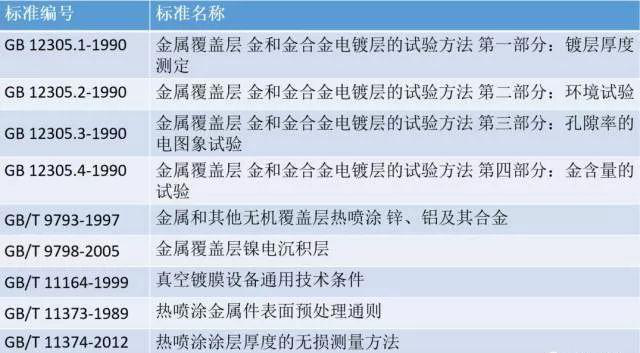 标准编号 标准名称
GB 12305.1-1990 金属覆盖层 金和金合金电镀层的试验方法 第一部分：镀层厚度
测定
GB 12305.2-1990 金属覆盖层 金和金合金电镀层的试验方法 第二部分：环境试验
GB 12305.3-1990 金属覆盖层 金和金合金电镀层的试验方法 第三部分：孔隙率的
电图象试验
GB 12305.4-1990 金属覆盖层 金和金合金电镀层的试验方法 第四部分：金含量的
试验
GB/T 9793-1997 金属和其他无机覆盖层热喷涂 锌、铝及其合金
GB/T 9798-2005 金属覆盖层镍电沉积层
GB/T 11164-1999 真空镀膜设备通用技术条件
GB/T 11373-1989 热喷涂金属件表面预处理通则
GB/T 11374-2012 热喷涂涂层厚度的无损测量方法